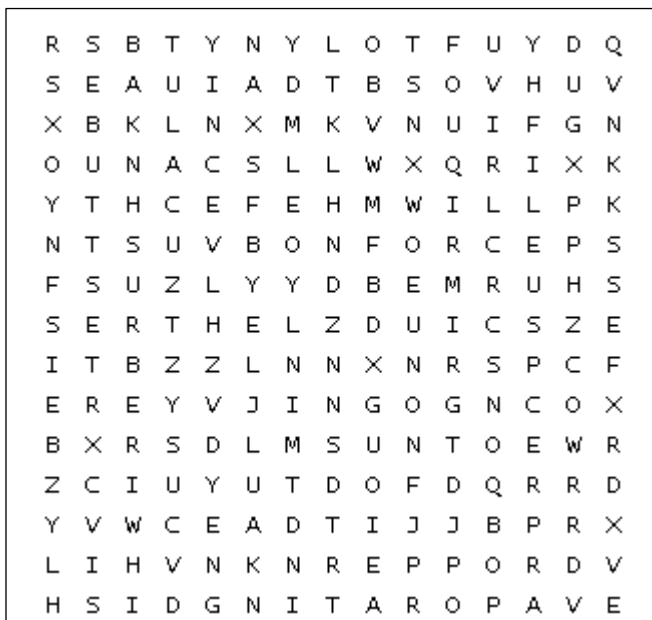 R S B T Y N Y L O T F U Y D Q
S E A U I A D T B S O V H U V
X B K L N X M K V N U I F G N
O U N A C S L L W X Q R I X K
Y T H C E F E H M W I L L P K
N T S U V B O N F O R C E P S
F S U Z L Y Y D B E M R U H S
S E R T H E L Z D U I C S Z E
I T B Z Z L N N X N R S P C F
E R E Y V J I N G O G N C O X
B X R S D L M S U N T O E W R
Z C I U Y U T D O F D Q R R D
Y V W C E A D T I J J B P R X
L I H V N K N R E P P O R D V
H S I D G N I T A R O P A V E